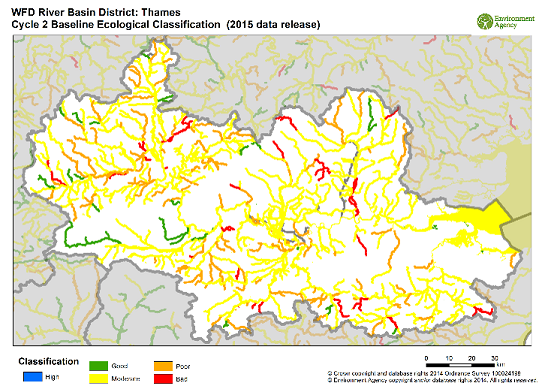 WFD River Basin District: Thames
Cycle 2 Baseline Ecological Classification (2015 data release)
Environment
Agency
Classification
High
Good
Moderate
Poor
Bad
0 10 20 30
km
© Crown copyright and database rights 2014 Ordnance Survey 100024198
© Environment Agency copyright and/or database rights 2014. All rights reserved.